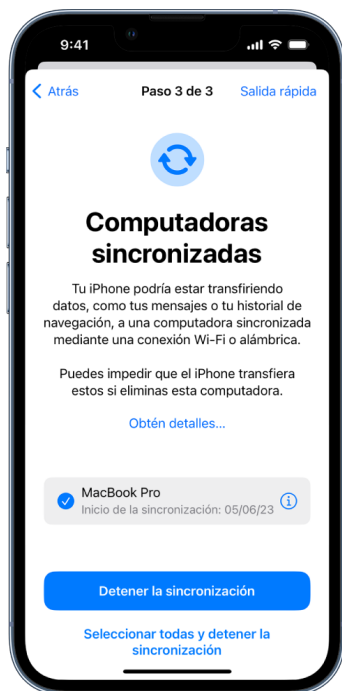 9:41
Atrás Paso 3 de 3 Salida rápida
Computadoras
sincronizadas
Tu iPhone podría estar transfiriendo
datos, como tus mensajes o tu historial de
navegación, a una computadora sincronizada
mediante una conexión Wi-Fi o alámbrica.
Puedes impedir que el iPhone transfiera
estos si eliminas esta computadora.
Obtén detalles...
MacBook Pro
Inicio de la sincronización: 05/06/23
Detener la sincronización
Seleccionar todas y detener la
sincronización